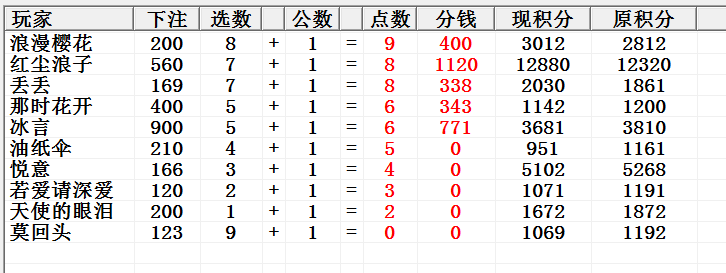 玩家 下注 选数 公数 点数 分钱 现积分 原积分
浪漫樱花 200 8 + 1 = 9 400 3012 2812
红尘浪子 560 7 + 1 = 8 1120 12880 12320
丢丢 169 7 + 1 = 8 338 2030 1861
那时花开 400 5 + 1 = 6 343 1142 1200
冰言 900 5 + 1 = 6 771 3681 3810
油纸伞 210 4 + 1 = 5 0 951 1161
悦意 166 3 + 1 = 4 0 5102 5268
若爱请深爱 120 2 + 1 = 3 0 1071 1191
天使的眼泪 200 1 + 1 = 2 0 1672 1872
莫回头 123 9 + 1 = 0 0 1069 1192